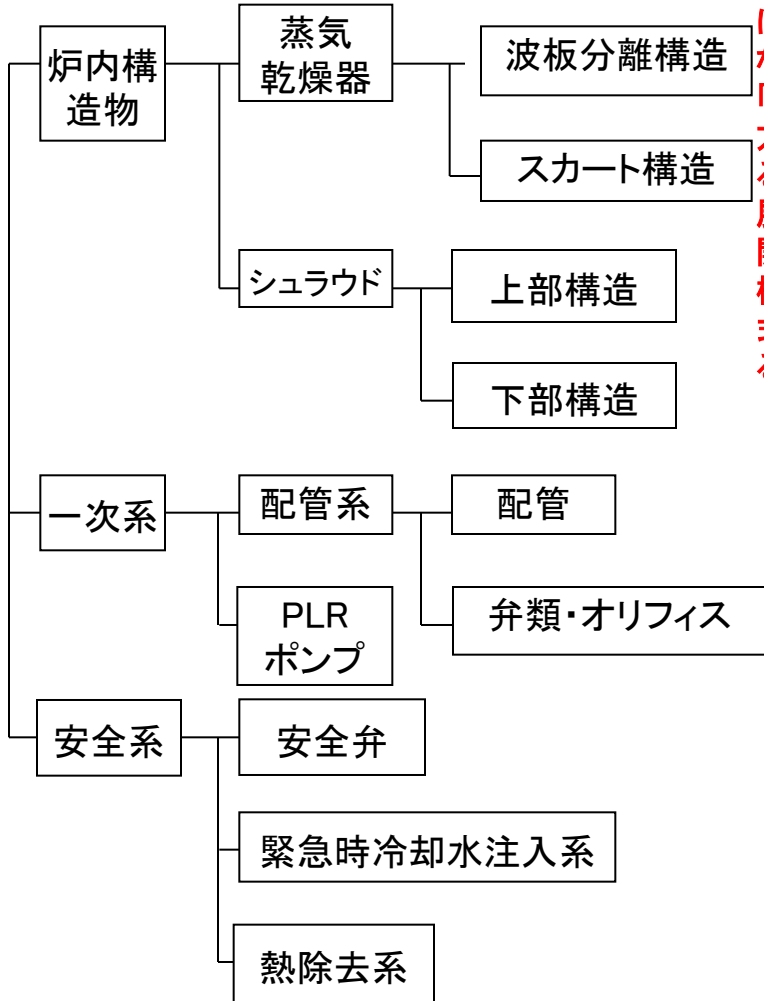 炉内構
造物
蒸気
乾燥器
波板分離構造
スカート構造
シュラウド
上部構造
下部構造
一次系
配管系
配管
弁類・オリフィス
PLR
ポンプ
安全系
安全弁
緊急時冷却水注入系
熱除去系